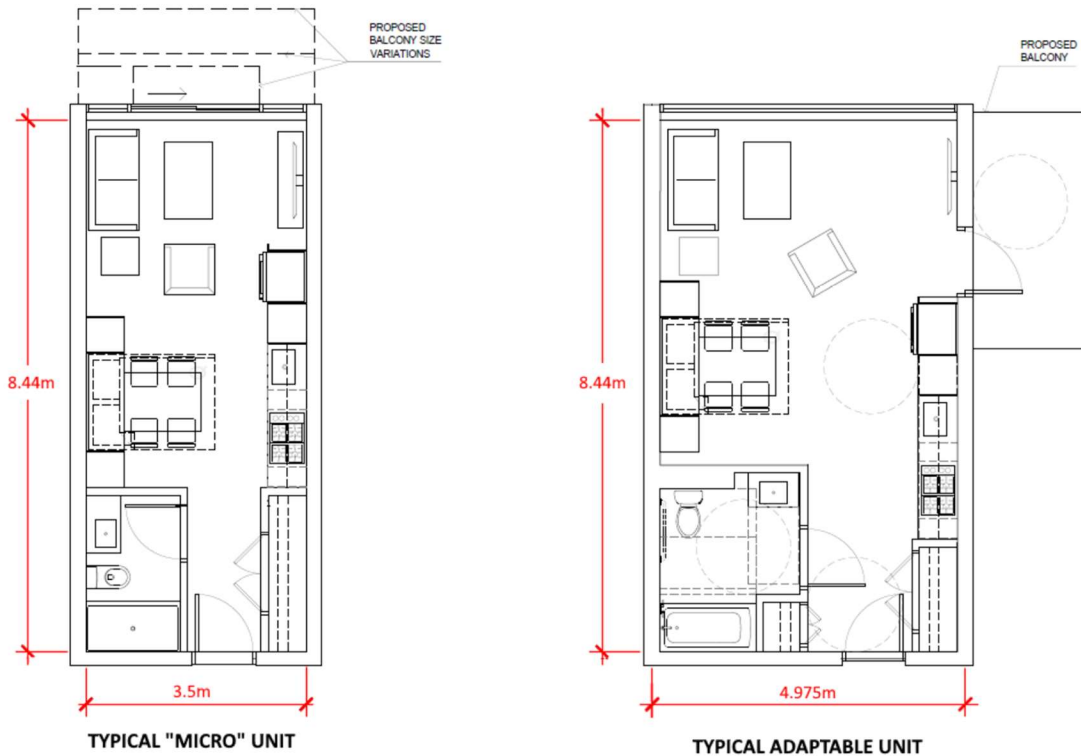 PROPOSED
BALCONY SIZE
VARIATIONS
PROPOSED
BALCONY
8.44m
8.44m
3.5m
4.975m
TYPICAL "MICRO" UNIT
TYPICAL ADAPTABLE UNIT